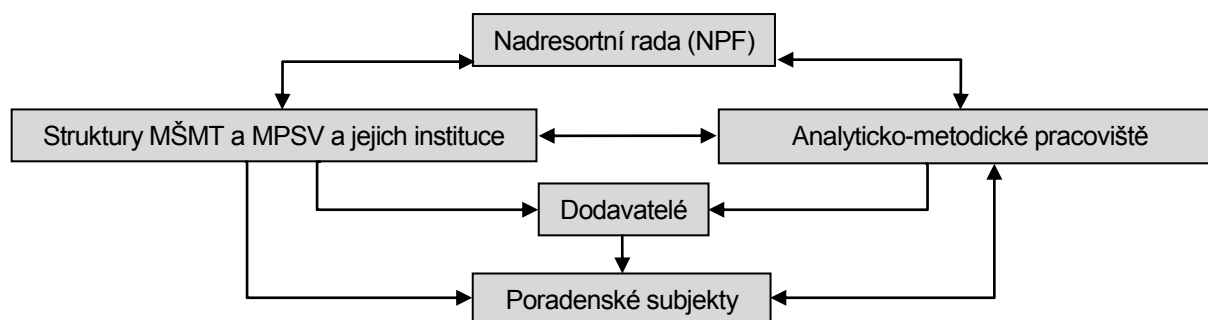 Nadresortní rada (NPF)
Struktury MŠMT a MPSV a jejich instituce
Analyticko-metodické pracoviště
Dodavatelé
Poradenské subjekty